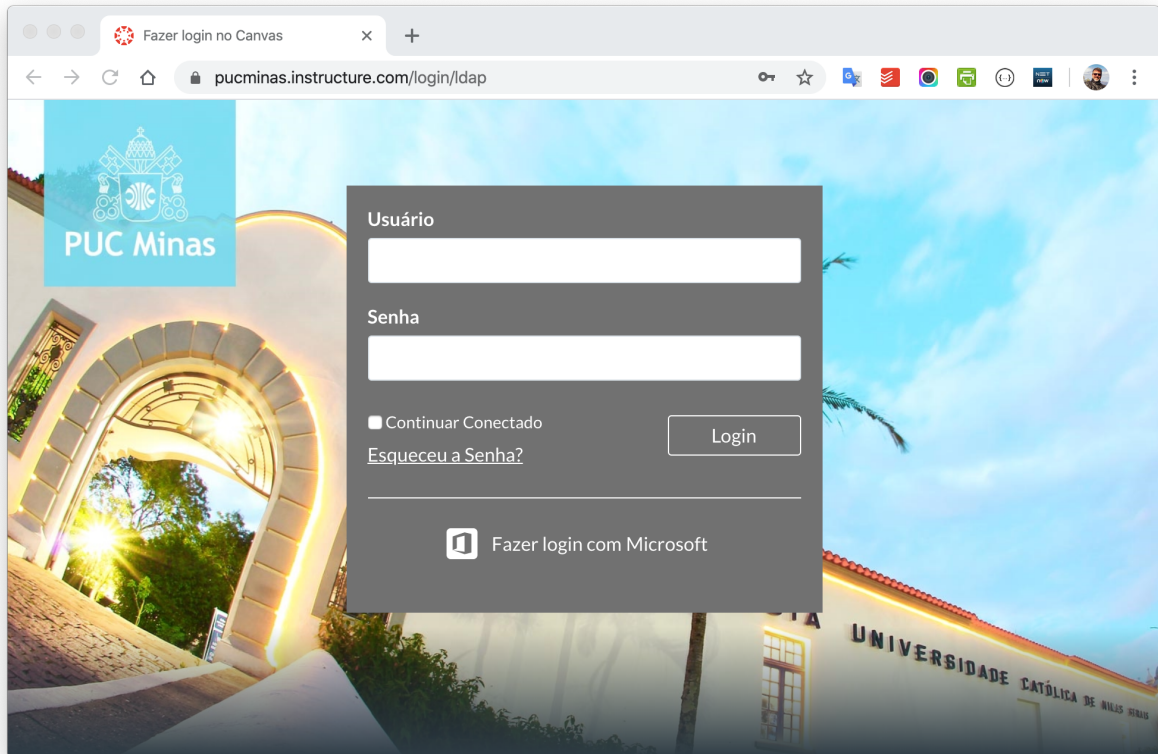 Fazer login no Canvas
pucminas.instructure.com/login/ldap
PUC Minas
Usuário
Senha
Continuar Conectado
Login
Esqueceu a Senha?
Fazer login com Microsoft
UNIVERSIDADE CATÓLICA DE MINAS GERAIS